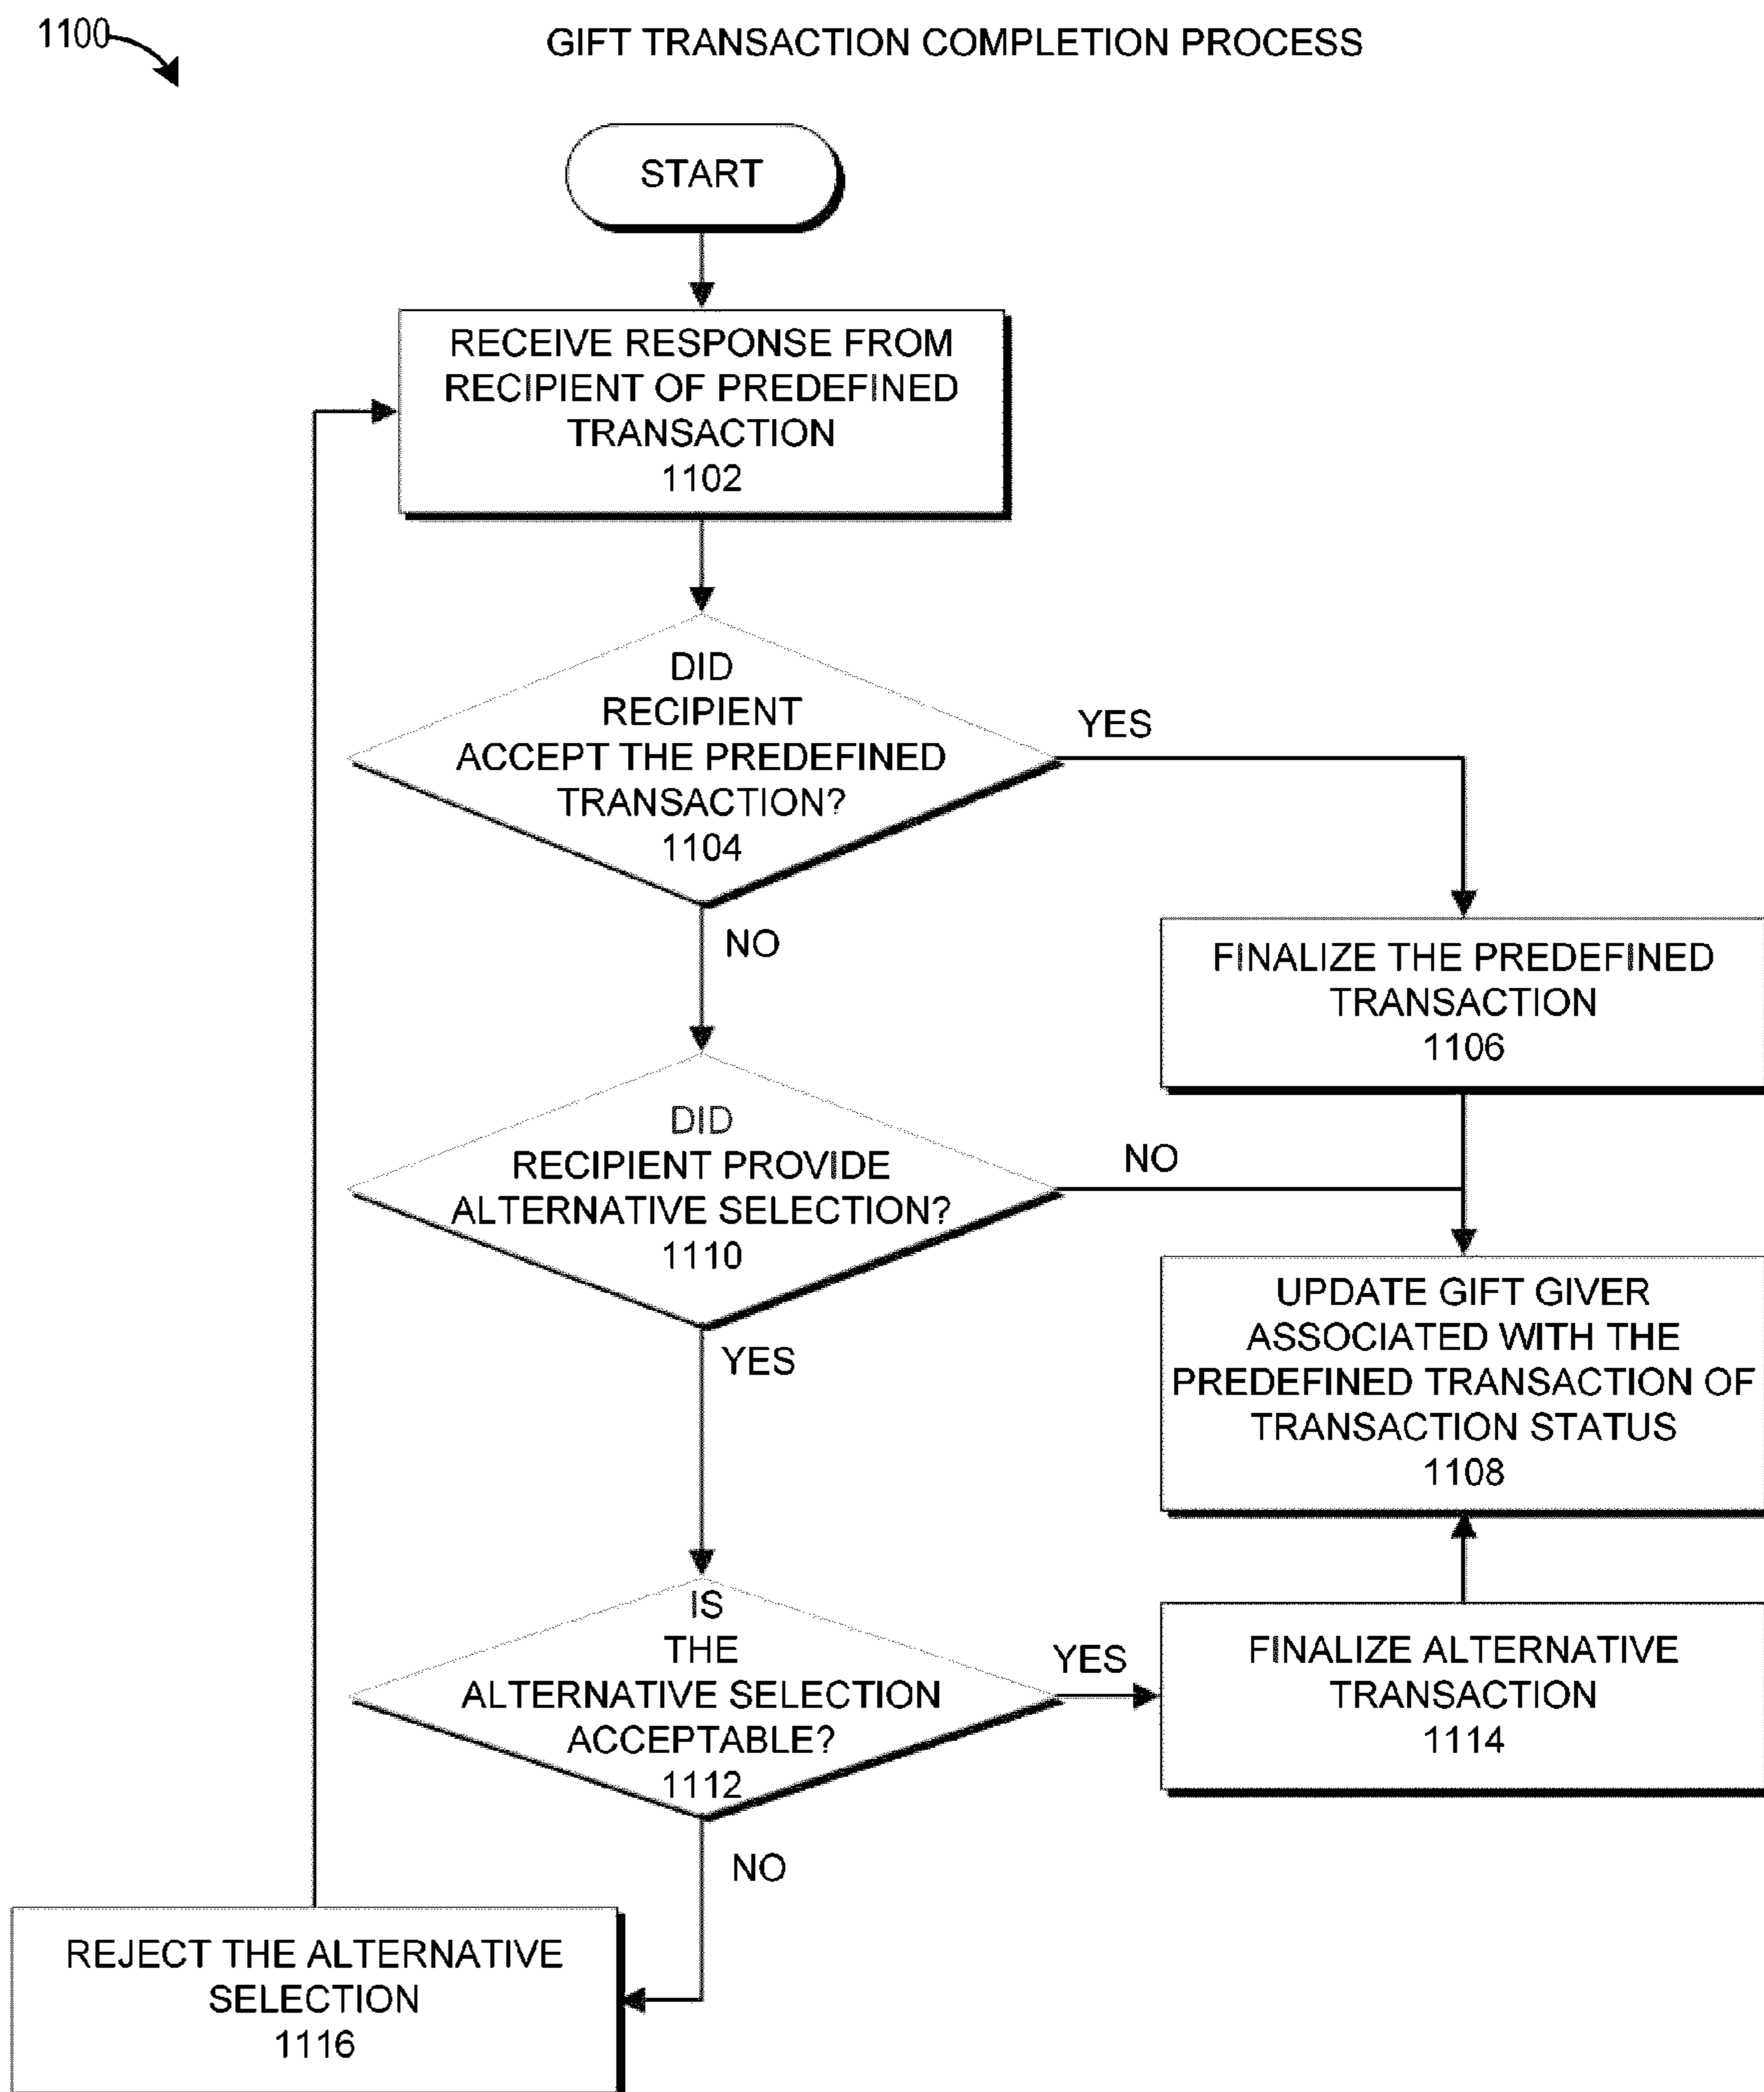 1100
GIFT TRANSACTION COMPLETION PROCESS
START
RECEIVE RESPONSE FROM
RECIPIENT OF PREDEFINED
TRANSACTION
1102
DID
RECIPIENT
ACCEPT THE PREDEFINED
TRANSACTION?
1104
YES
NO
FINALIZE THE PREDEFINED
TRANSACTION
1106
DID
RECIPIENT PROVIDE
ALTERNATIVE SELECTION?
1110
NO
YES
UPDATE GIFT GIVER
ASSOCIATED WITH THE
PREDEFINED TRANSACTION OF
TRANSACTION STATUS
1108
IS
THE
ALTERNATIVE SELECTION
ACCEPTABLE?
1112
YES
NO
FINALIZE ALTERNATIVE
TRANSACTION
1114
REJECT THE ALTERNATIVE
SELECTION
1116